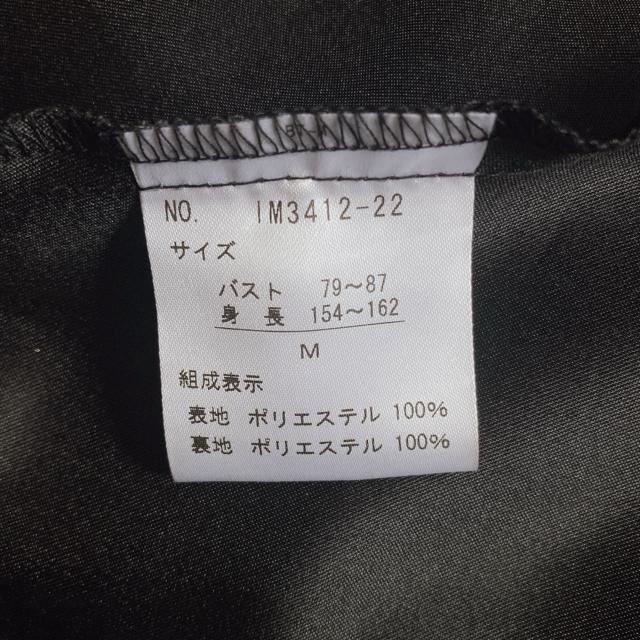 NO. IM3412-22
サイズ
バスト 79～87
身長 154～162
M
組成表示
表地 ポリエステル 100%
裏地 ポリエステル 100%